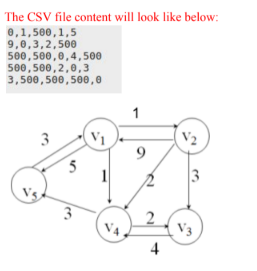 The CSV file content will look like below:
0,1,500,1,5
9,0,3,2,500
500,500,0,4,500
500,500,2,0,3
3,500,500,500,0
1
3
V1
V2
9
5
1
2
3
V5
3
2
V4
V3
4